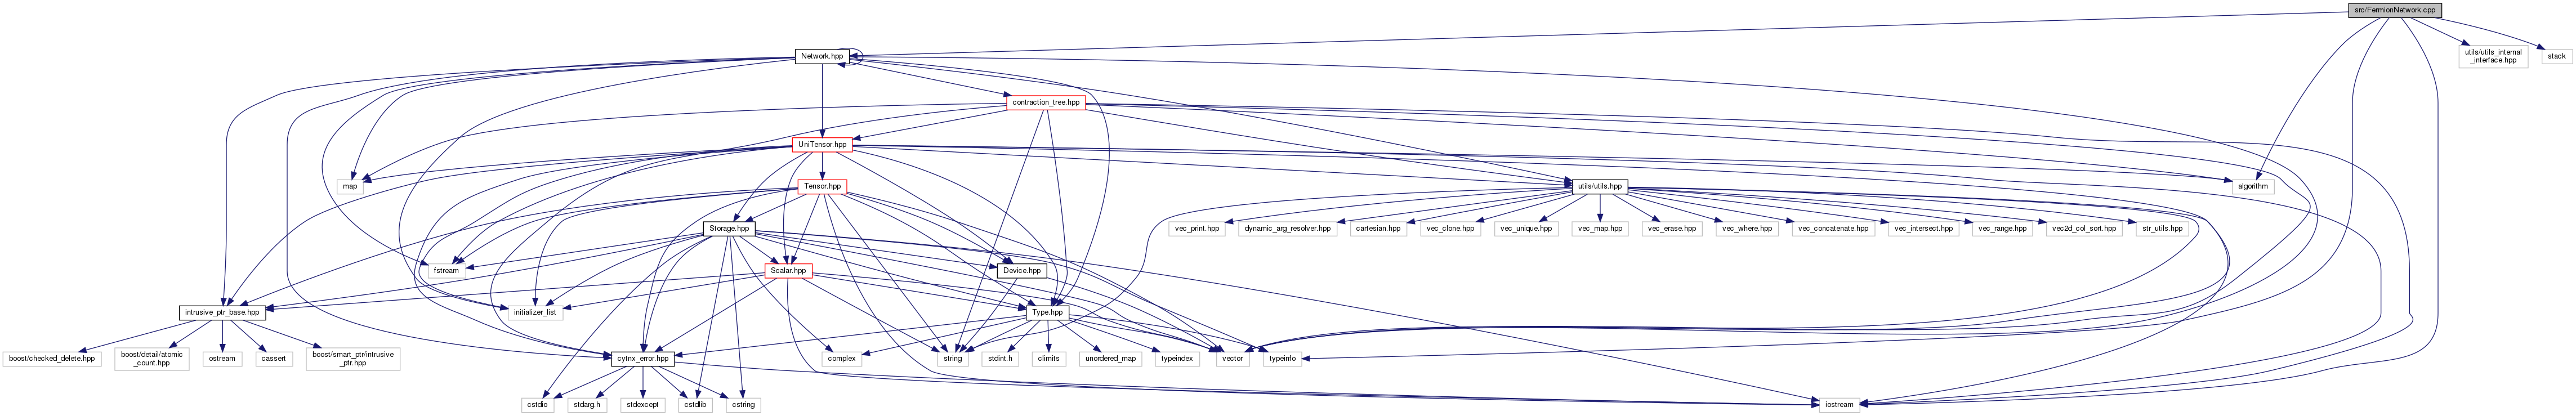 src/FermionNetwork.cpp
Network.hpp
utils/utils_internal
_interface.hpp
stack
contraction_tree.hpp
UniTensor.hpp
map
Tensor.hpp
utils/utils.hpp
algorithm
Storage.hpp
vec_print.hpp
dynamic_arg_resolver.hpp
cartesian.hpp
vec_clone.hpp
vec_unique.hpp
vec_map.hpp
vec_erase.hpp
vec_where.hpp
vec_concatenate.hpp
vec_intersect.hpp
vec_range.hpp
vec2d_col_sort.hpp
str_utils.hpp
fstream
Scalar.hpp
Device.hpp
intrusive_ptr_base.hpp
initializer_list
Type.hpp
boost/checked_delete.hpp
boost/detail/atomic
_count.hpp
ostream
cassert
boost/smart_ptr/intrusive
_ptr.hpp
cytnx_error.hpp
complex
string
stdint.h
climits
unordered_map
typeindex
vector
typeinfo
cstdio
stdarg.h
stdexcept
cstdlib
cstring
iostream